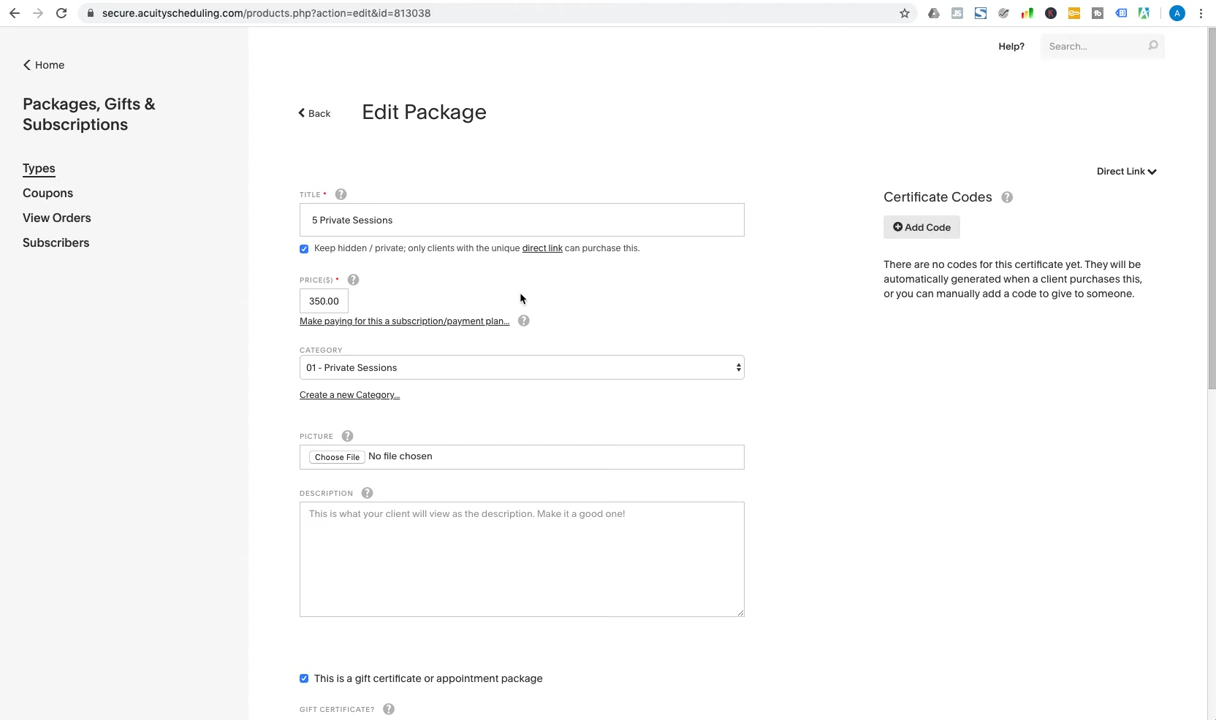 secure.acuityscheduling.com/products.php?action=edit&id=813038
A
Help?
Search...
Home
Packages, Gifts &
Subscriptions
Types
Coupons
View Orders
Subscribers
Back
Edit Package
Direct Link
TITLE * ?
5 Private Sessions
Keep hidden / private; only clients with the unique direct link can purchase this.
PRICE($) * ?
350.00
Make paying for this a subscription/payment plan... ?
CATEGORY
01 - Private Sessions
Create a new Category...
PICTURE ?
Choose File No file chosen
DESCRIPTION ?
This is what your client will view as the description. Make it a good one!
This is a gift certificate or appointment package
GIFT CERTIFICATE? ?
Certificate Codes ?
Add Code
There are no codes for this certificate yet. They will be
automatically generated when a client purchases this,
or you can manually add a code to give to someone.